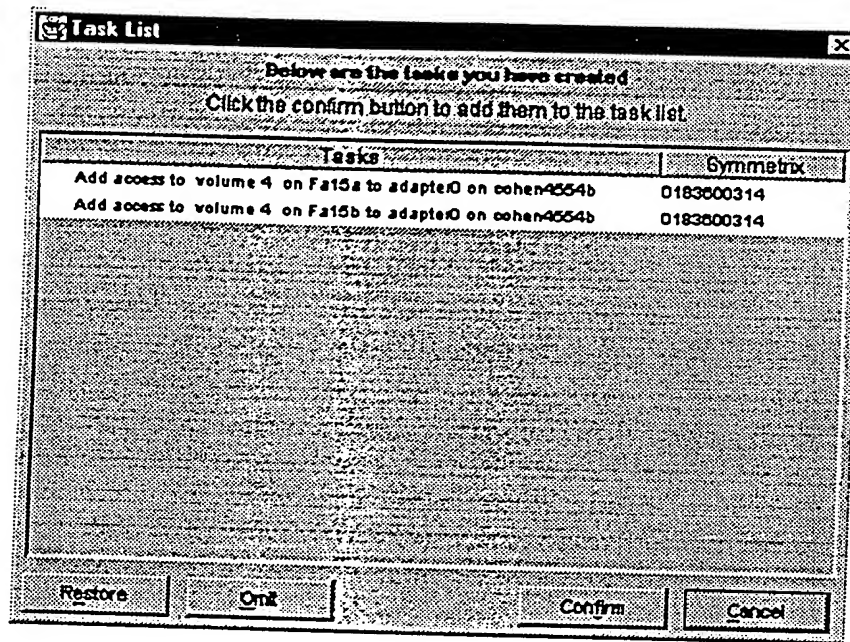 Task List
Below are the tasks you have created
Click the confirm button to add them to the task list.
Tasks Symmetrix
Add access to volume 4 on Fa15a to adapter0 on cohen4554b 0183600314
Add access to volume 4 on Fa15b to adapter0 on cohen4554b 0183600314
Restore Omit Confirm Cancel